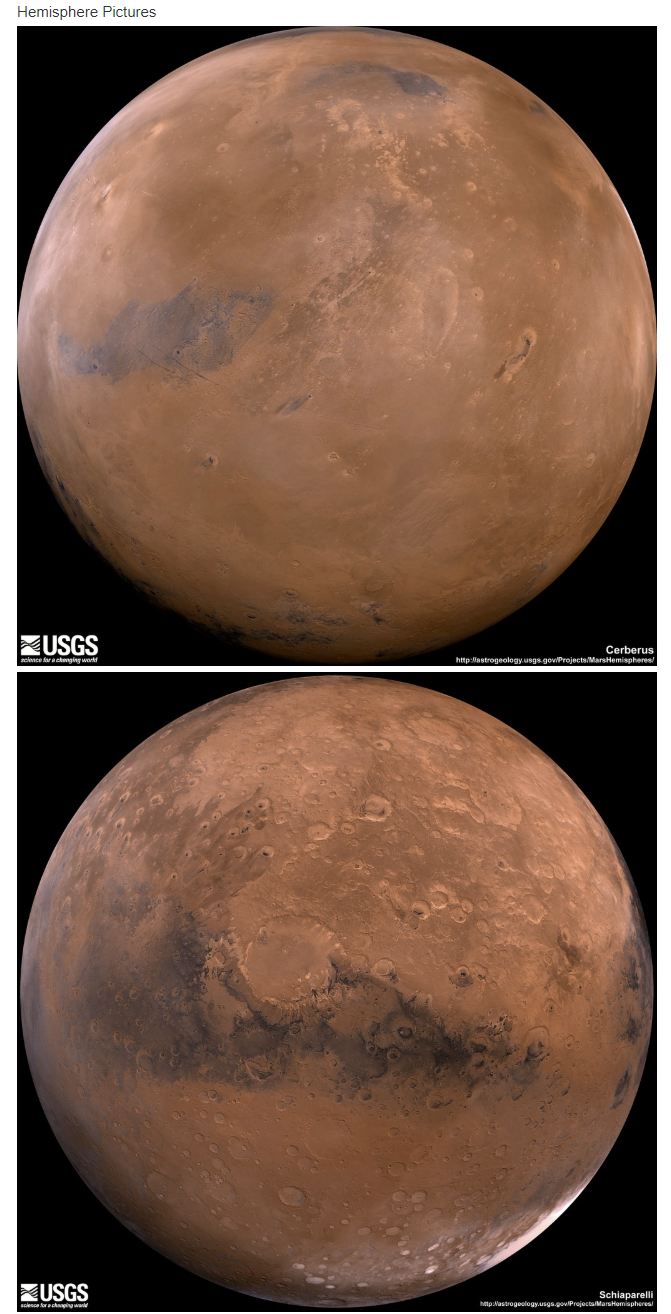 Hemisphere Pictures
USGS
science for a changing world
Cerberus
http://astrogeology.usgs.gov/Projects/MarsHemispheres/
USGS
science for a changing world
Schiaparelli
http://astrogeology.usgs.gov/Projects/MarsHemispheres/